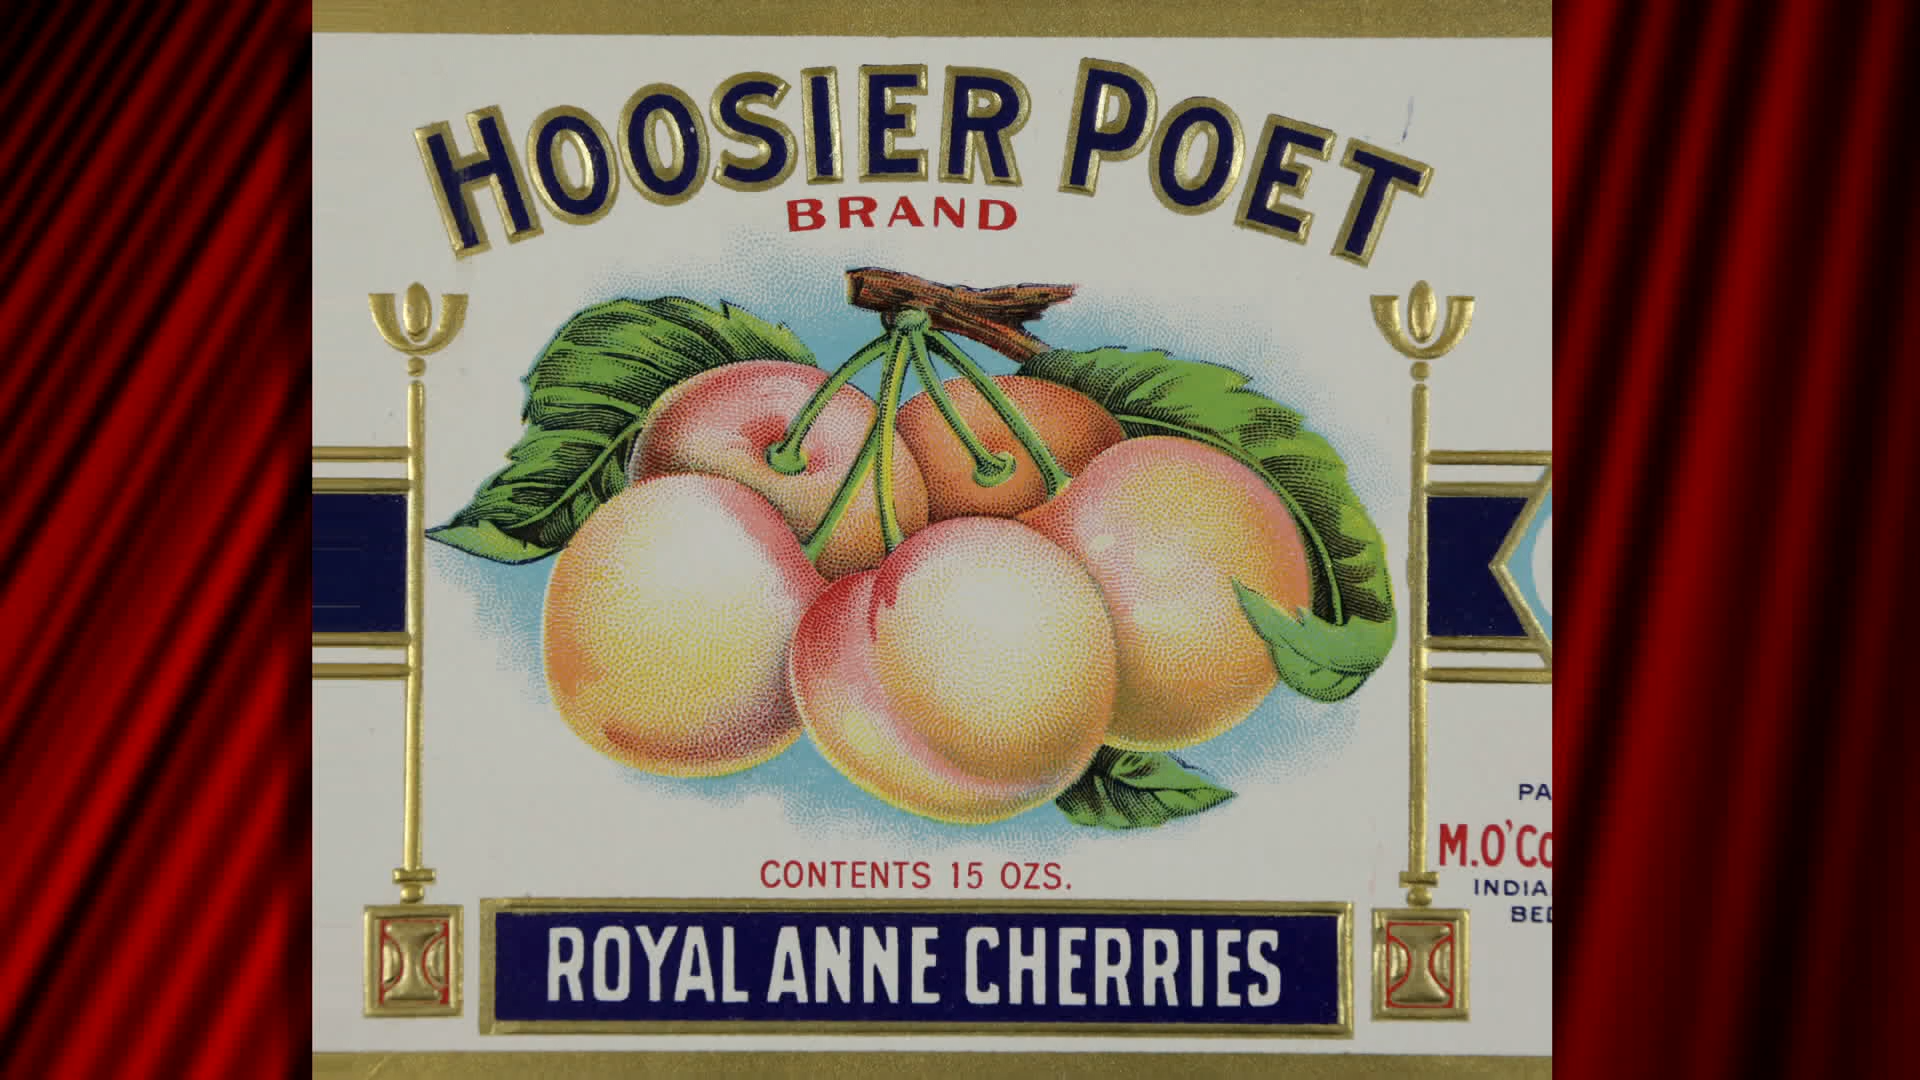 HOOSIER POET
BRAND
CONTENTS 15 OZS.
ROYAL ANNE CHERRIES
M.O'